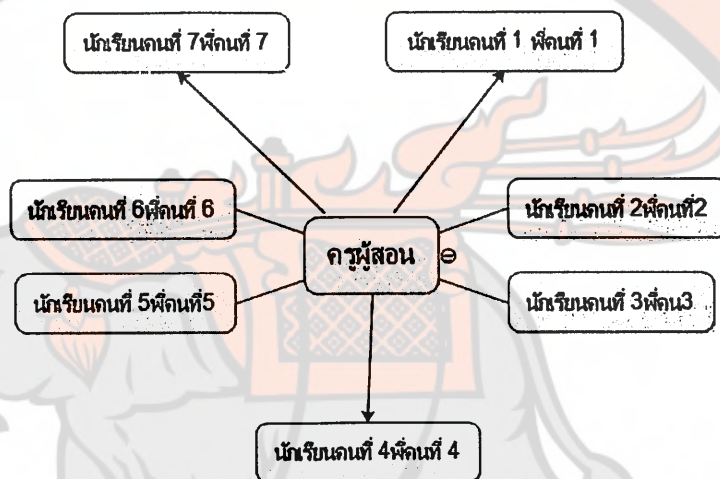 นักเรียนคนที่ 7พี่คนที่ 7
นักเรียนคนที่ 1 พี่คนที่ 1
นักเรียนคนที่ 6พี่คนที่ 6
นักเรียนคนที่ 2พี่คนที่2
ครูผู้สอน
นักเรียนคนที่ 5พี่คนที่5
นักเรียนคนที่ 3พี่คน3
นักเรียนคนที่ 4พี่คนที่ 4